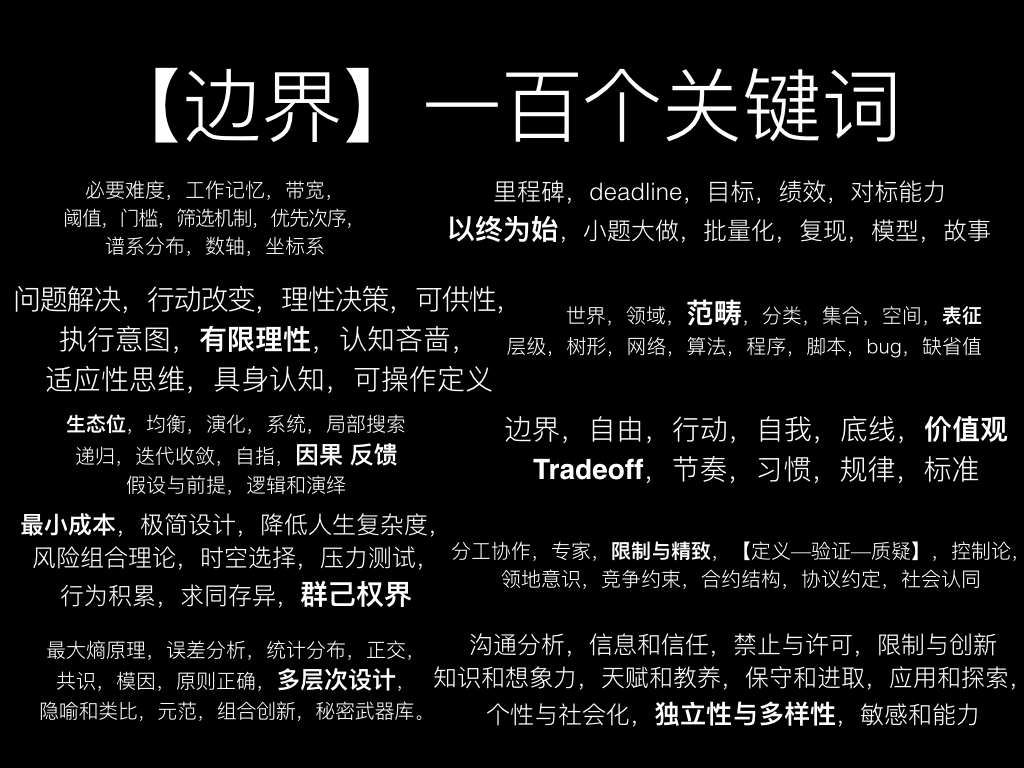 【边界】一百个关键词
必要难度，工作记忆，带宽，
阈值，门槛，筛选机制，优先次序，
谱系分布，数轴，坐标系
里程碑，deadline，目标，绩效，对标能力
以终为始，小题大做，批量化，复现，模型，故事
问题解决，行动改变，理性决策，可供性，
执行意图，有限理性，认知吝啬，
适应性思维，具身认知，可操作定义
世界，领域，范畴，分类，集合，空间，表征
层级，树形，网络，算法，程序，脚本，bug，缺省值
生态位，均衡，演化，系统，局部搜索
递归，迭代收敛，自指，因果 反馈
假设与前提，逻辑和演绎
边界，自由，行动，自我，底线，价值观
Tradeoff，节奏，习惯，规律，标准
最小成本，极简设计，降低人生复杂度，
风险组合理论，时空选择，压力测试，
行为积累，求同存异，群己权界
分工协作，专家，限制与精致，【定义—验证—质疑】，控制论，
领地意识，竞争约束，合约结构，协议约定，社会认同
最大熵原理，误差分析，统计分布，正交，
共识，模因，原则正确，多层次设计，
隐喻和类比，元范，组合创新，秘密武器库。
沟通分析，信息和信任，禁止与许可，限制与创新
知识和想象力，天赋和教养，保守和进取，应用和探索，
个性与社会化，独立性与多样性，敏感和能力